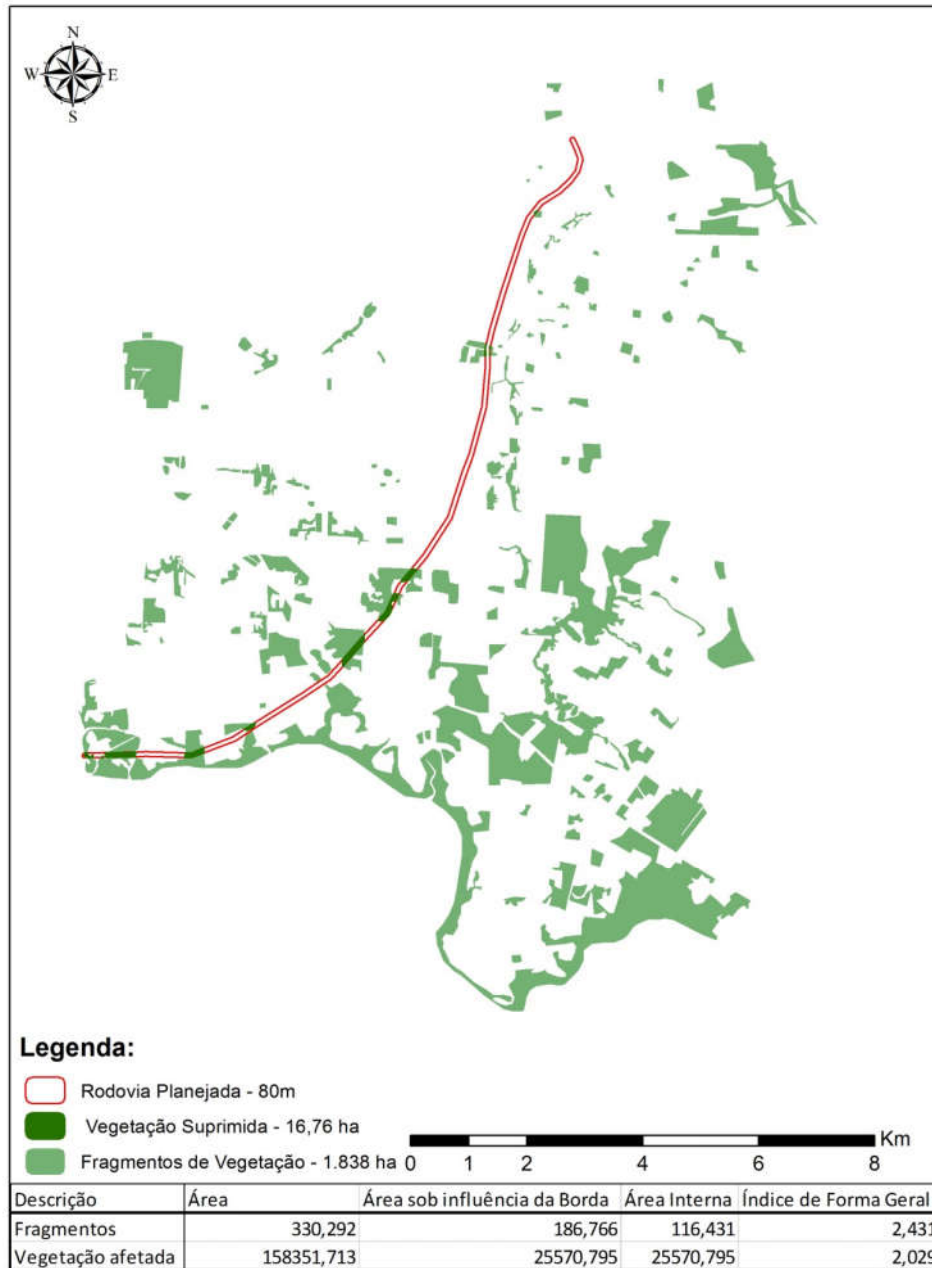 N
W E
S
Legenda:
Rodovia Planejada - 80m
Vegetação Suprimida - 16,76 ha
Fragmentos de Vegetação - 1.838 ha
0 1 2 4 6 8 Km
Descrição Área Área sob influência da Borda Área Interna Índice de Forma Geral
Fragmentos 330,292 186,766 116,431 2,431
Vegetação afetada 158351,713 25570,795 25570,795 2,029